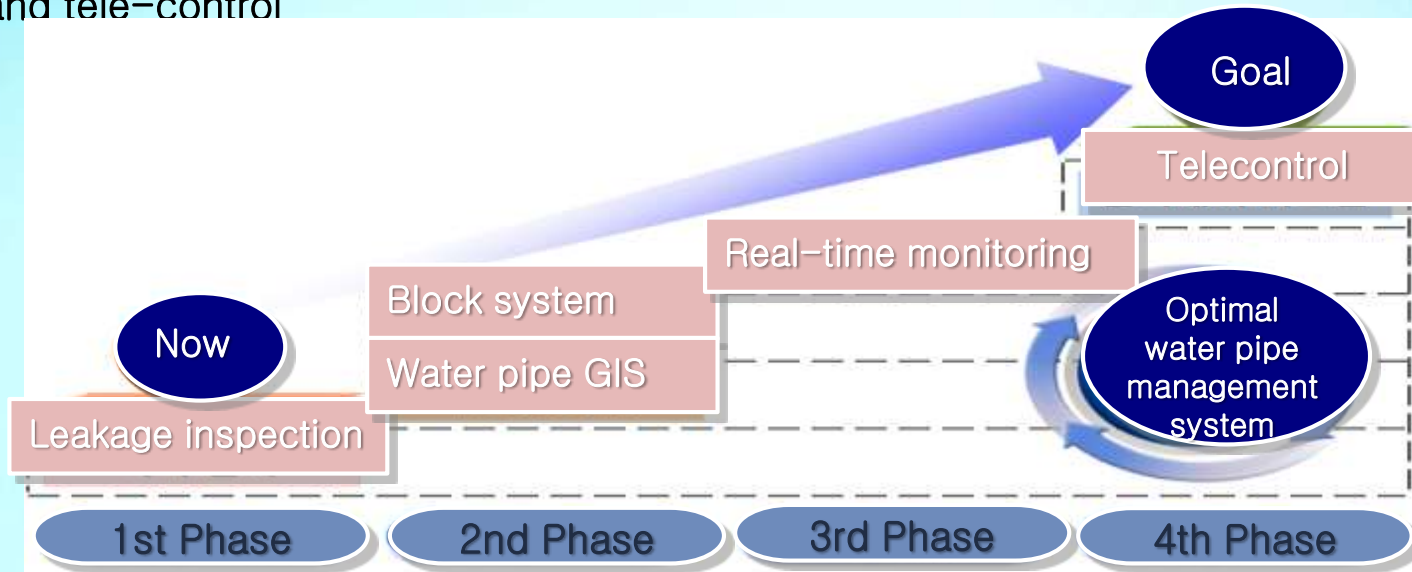 and tele-control
Goal
Telecontrol
Real-time monitoring
Block system
Water pipe GIS
Now
Leakage inspection
Optimal
water pipe
management
system
1st Phase
2nd Phase
3rd Phase
4th Phase